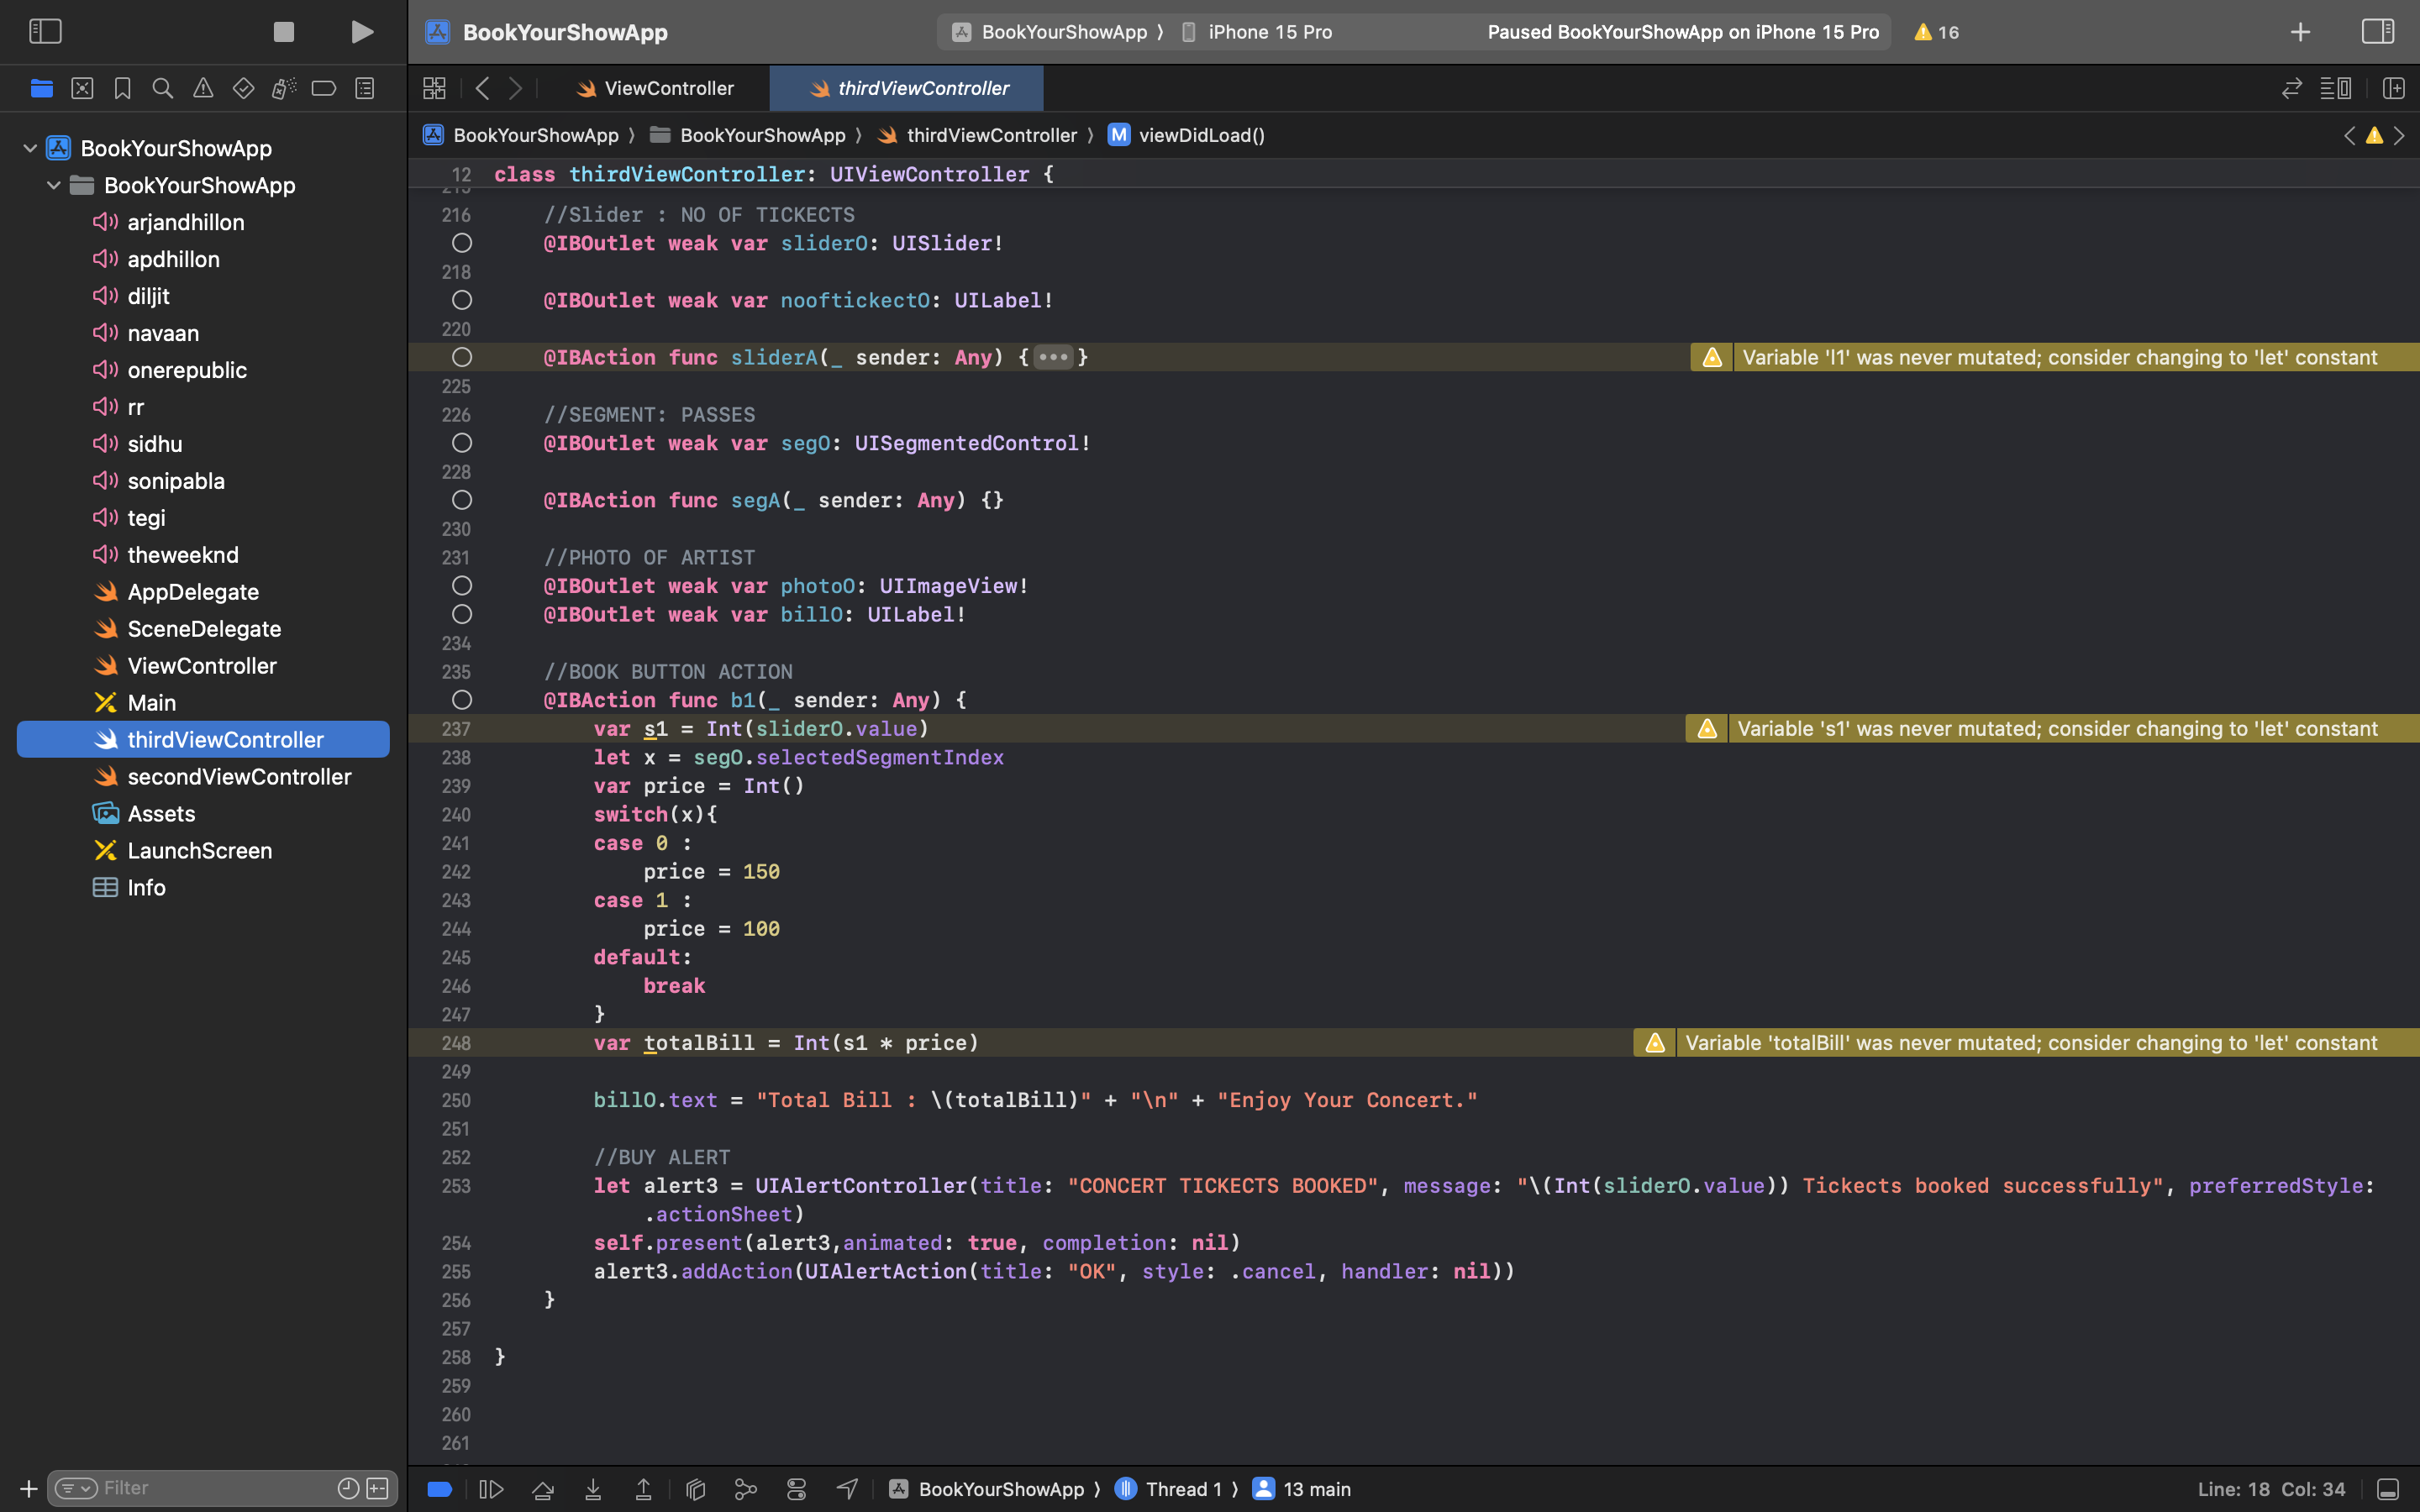 BookYourShowApp
BookYourShowApp ⟩ iPhone 15 Pro
Paused BookYourShowApp on iPhone 15 Pro
16
ViewController
thirdViewController
BookYourShowApp ⟩ BookYourShowApp ⟩ thirdViewController ⟩ M viewDidLoad()
BookYourShowApp
BookYourShowApp
arjandhillon
apdhillon
diljit
navaan
onerepublic
rr
sidhu
sonipabla
tegi
theweeknd
AppDelegate
SceneDelegate
ViewController
Main
thirdViewController
secondViewController
Assets
LaunchScreen
Info
Filter
12 class thirdViewController: UIViewController {
216 //Slider : NO OF TICKECTS
@IBOutlet weak var sliderO: UISlider!
218
@IBOutlet weak var nooftickectO: UILabel!
220
@IBAction func sliderA(_ sender: Any) {•••}
Variable 'l1' was never mutated; consider changing to 'let' constant
225
226 //SEGMENT: PASSES
@IBOutlet weak var segO: UISegmentedControl!
228
@IBAction func segA(_ sender: Any) {}
230
231 //PHOTO OF ARTIST
@IBOutlet weak var photoO: UIImageView!
@IBOutlet weak var billO: UILabel!
234
235 //BOOK BUTTON ACTION
@IBAction func b1(_ sender: Any) {
237 var s1 = Int(sliderO.value)
Variable 's1' was never mutated; consider changing to 'let' constant
238 let x = segO.selectedSegmentIndex
239 var price = Int()
240 switch(x){
241 case 0 :
242 price = 150
243 case 1 :
244 price = 100
245 default:
246 break
247 }
248 var totalBill = Int(s1 * price)
Variable 'totalBill' was never mutated; consider changing to 'let' constant
249
250 billO.text = "Total Bill : \(totalBill)" + "\n" + "Enjoy Your Concert."
251
252 //BUY ALERT
253 let alert3 = UIAlertController(title: "CONCERT TICKECTS BOOKED", message: "\(Int(sliderO.value)) Tickects booked successfully", preferredStyle:
.actionSheet)
254 self.present(alert3,animated: true, completion: nil)
255 alert3.addAction(UIAlertAction(title: "OK", style: .cancel, handler: nil))
256 }
257
258 }
259
260
261
BookYourShowApp ⟩ Thread 1 ⟩ 13 main
Line: 18 Col: 34